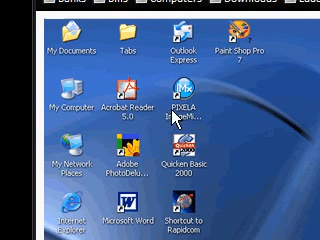 Banks Bills Computers Downloads
My Documents
Tabs
Outlook
Express
Paint Shop Pro
7
My Computer
Acrobat Reader
5.0
PIXELA
ImageMi...
My Network
Places
Adobe
PhotoDelu...
Quicken Basic
2000
Internet
Explorer
Microsoft Word
Shortcut to
Rapidcom